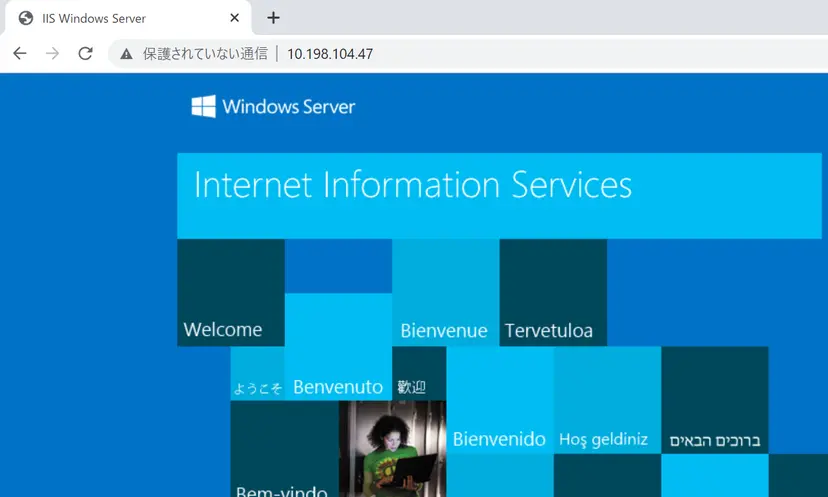 IIS Windows Server
保護されていない通信 10.198.104.47
Windows Server
Internet Information Services
Welcome
Bienvenue
Tervetuloa
ようこそ
Benvenuto
歡迎
Bienvenido
Hoş geldiniz
ברוכים הבאים
Bem-vindo